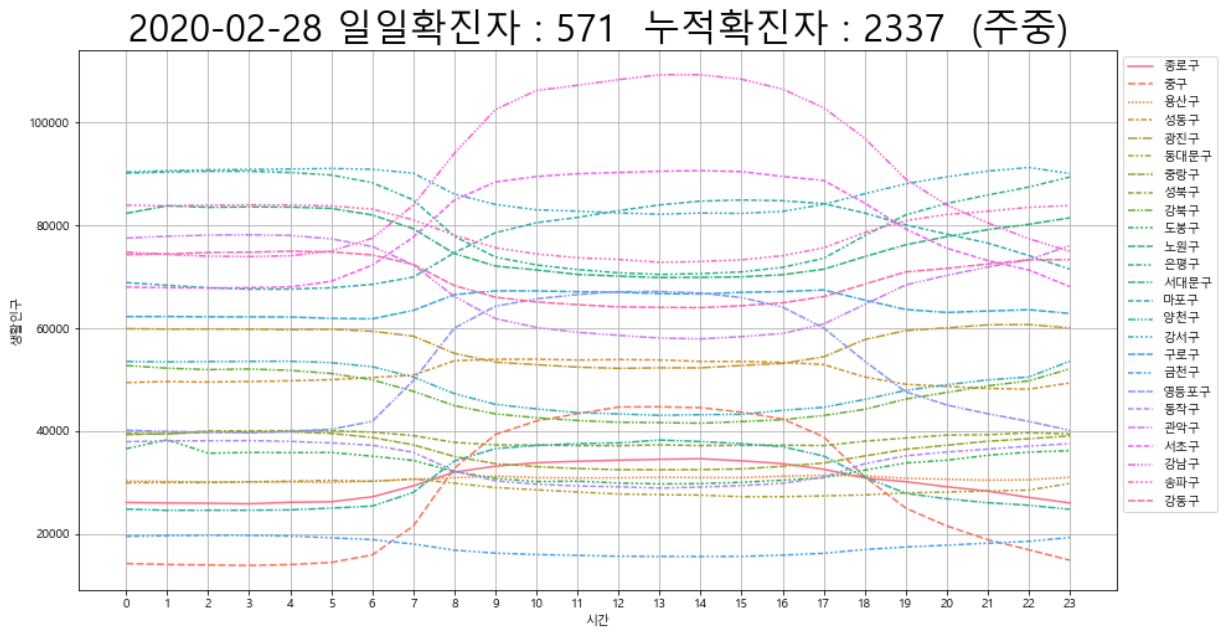 2020-02-28 일일확진자 : 571 누적확진자 : 2337 (주중)
생활인구
100000
80000
60000
40000
20000
0 1 2 3 4 5 6 7 8 9 10 11 12 13 14 15 16 17 18 19 20 21 22 23
시간
종로구
중구
용산구
성동구
광진구
동대문구
중랑구
성북구
강북구
도봉구
노원구
은평구
서대문구
마포구
양천구
강서구
구로구
금천구
영등포구
동작구
관악구
서초구
강남구
송파구
강동구